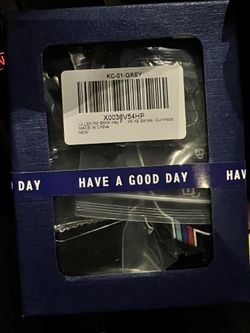 KC-01-GREY
X0036V54HP
for BMW Key F
X5 X6 Series, Gunmetal
MADE IN CHINA
NEW
HAVE A GOOD DAY
D DAY
HAVE